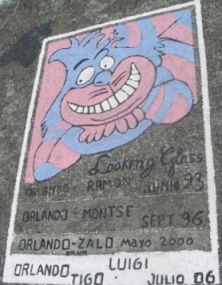 Looking Glass
ORLANDO - RAMON JUNIO 93
ORLANDO - MONTSE SEPT 96
ORLANDO - ZALO Mayo 2000
ORLANDO LUIGI
TIGO · JULIO 06